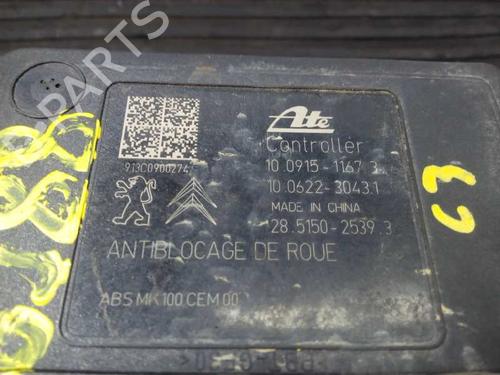 PARTS
Ate
Controller
913C0900274
10.0915-1167.3
10.0622-3043.1
MADE IN CHINA
28.5150-2539.3
ANTIBLOCAGE DE ROUE
ABS MK100 CEM 00